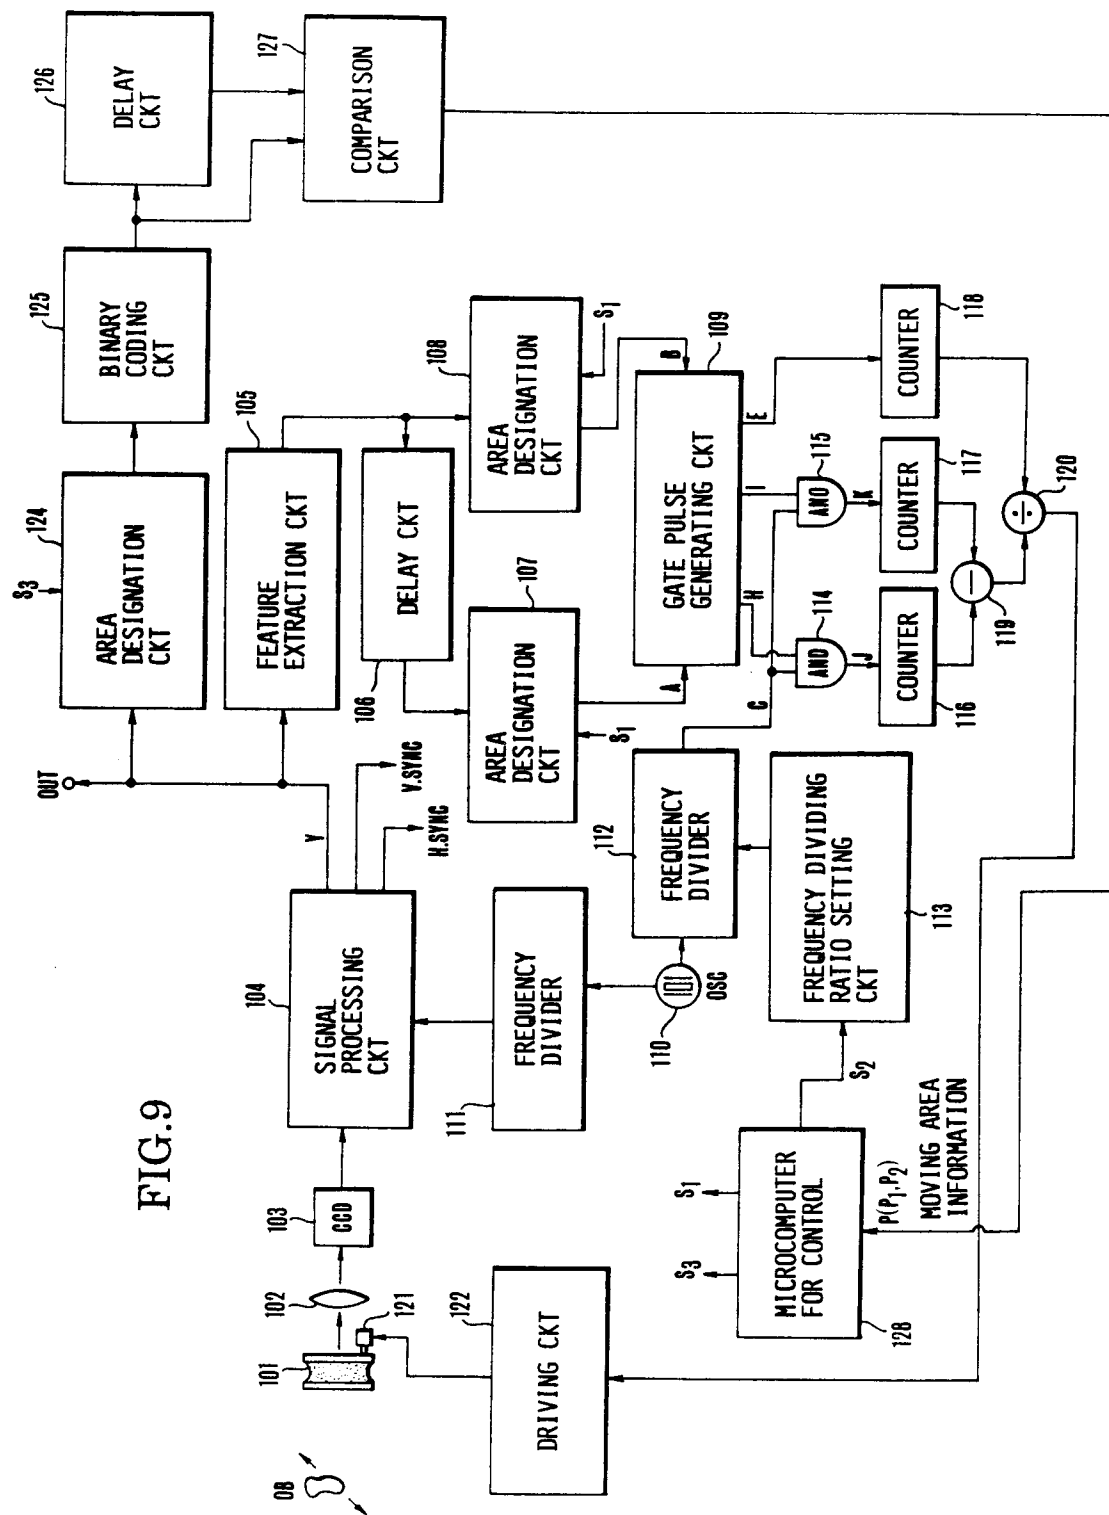 FIG.9
OB
101
102
121
103
CCD
104
SIGNAL
PROCESSING
CKT
Y
V.SYNC
H.SYNC
OUT
S3
124
AREA
DESIGNATION
CKT
125
BINARY
CODING
CKT
126
DELAY
CKT
127
COMPARISON
CKT
105
FEATURE
EXTRACTION CKT
106
DELAY CKT
107
AREA
DESIGNATION
CKT
S1
108
AREA
DESIGNATION
CKT
S1
A
B
109
GATE PULSE
GENERATING CKT
H
I
E
111
FREQUENCY
DIVIDER
110
OSC
112
FREQUENCY
DIVIDER
C
113
FREQUENCY DIVIDING
RATIO SETTING
CKT
S2
114
AND
J
115
AND
K
116
COUNTER
117
COUNTER
118
COUNTER
119
−
120
÷
122
DRIVING CKT
128
MICROCOMPUTER
FOR CONTROL
S3
S1
P(P1,P2)
MOVING AREA
INFORMATION